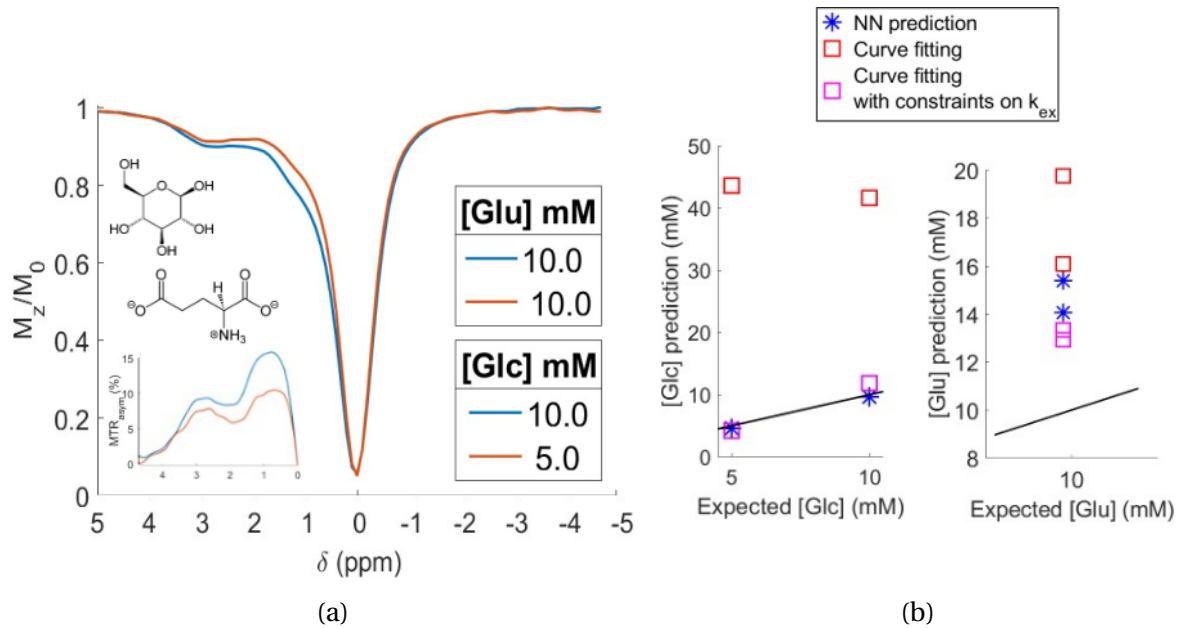 NN prediction
Curve fitting
Curve fitting
with constraints on k_ex
1
0.8
0.6
0.4
0.2
0
M_Z/M_0
5 4 3 2 1 0 -1 -2 -3 -4 -5
δ (ppm)
OH
HO
O
OH
HO
OH
OH
O
O
H
⊖O
O⊖
⊕NH3
MTR_asym (%)
15
10
5
0
4 3 2 1 0
[Glu] mM
10.0
10.0
[Glc] mM
10.0
5.0
(a)
[Glc] prediction (mM)
50
40
30
20
10
0
5 10
Expected [Glc] (mM)
[Glu] prediction (mM)
20
18
16
14
12
10
8
10
Expected [Glu] (mM)
(b)